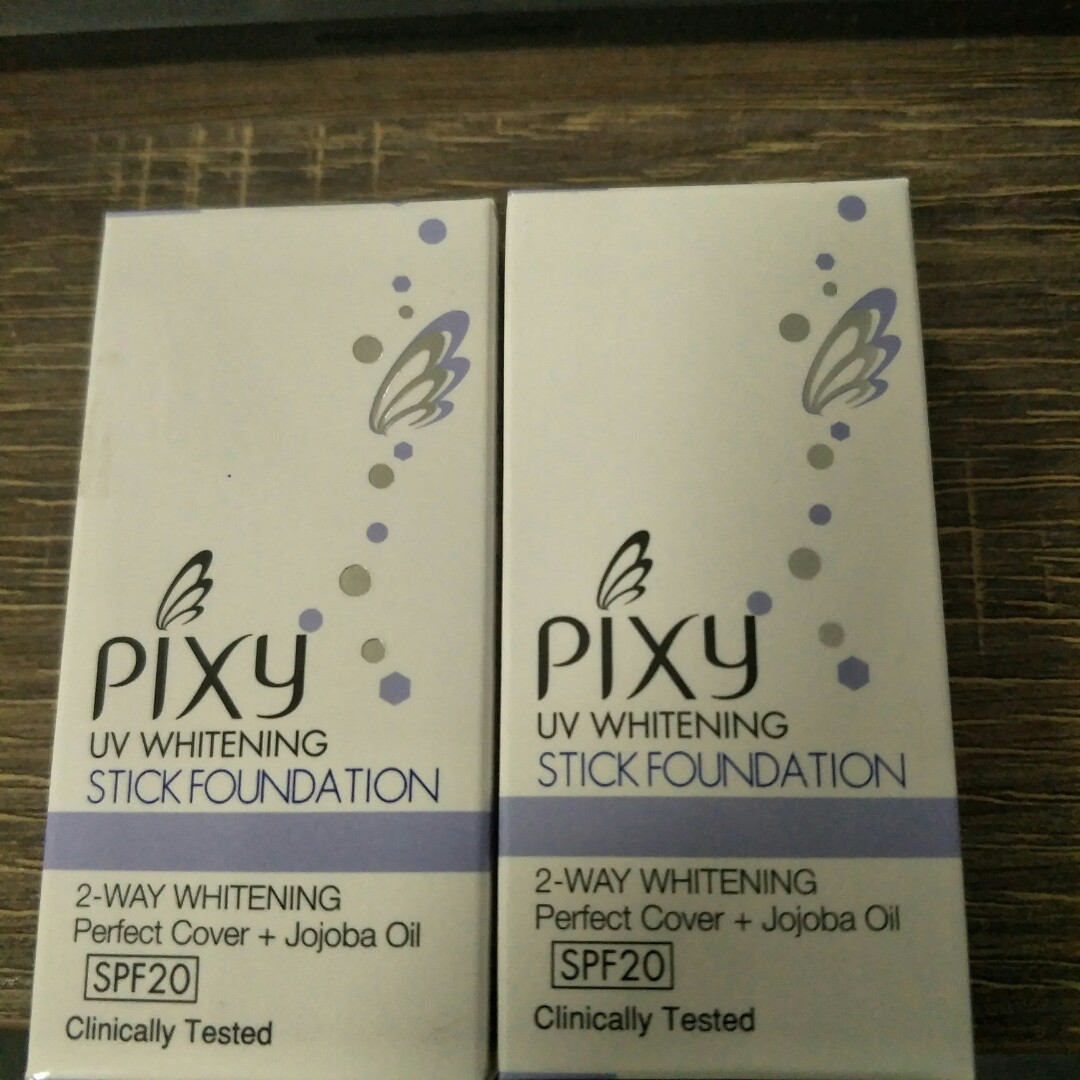 PIXY
UV WHITENING
STICK FOUNDATION
2-WAY WHITENING
Perfect Cover + Jojoba Oil
SPF20
Clinically Tested
PIXY
UV WHITENING
STICK FOUNDATION
2-WAY WHITENING
Perfect Cover + Jojoba Oil
SPF20
Clinically Tested